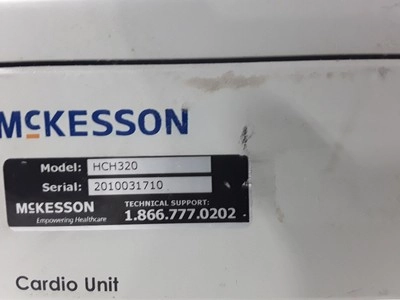 McKESSON
Model: HCH320
Serial: 2010031710
McKESSON
Empowering Healthcare
TECHNICAL SUPPORT:
1.866.777.0202
Cardio Unit